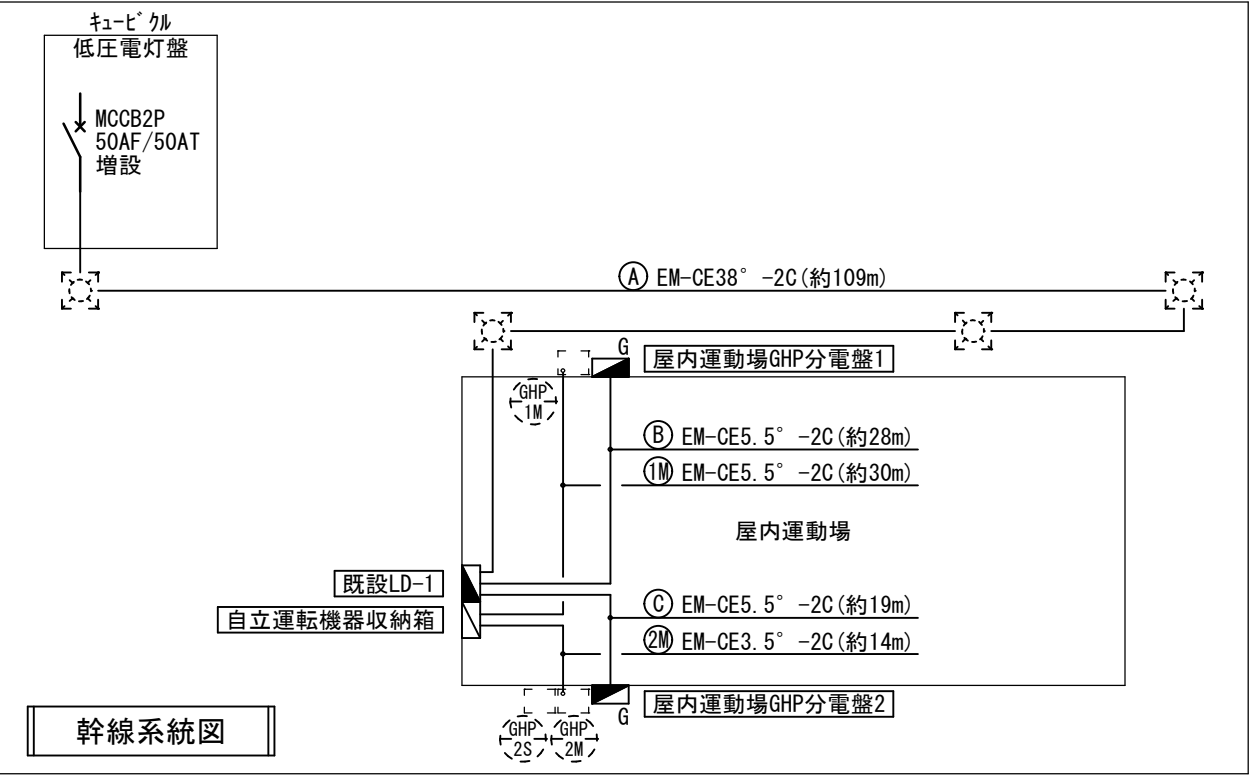 ｷｭｰﾋﾞｸﾙ
低圧電灯盤
MCCB2P
50AF/50AT
増設
Ⓐ EM-CE38°-2C(約109m)
G
屋内運動場GHP分電盤1
GHP
1M
Ⓑ EM-CE5.5°-2C(約28m)
1M EM-CE5.5°-2C(約30m)
屋内運動場
既設LD-1
自立運転機器収納箱
Ⓒ EM-CE5.5°-2C(約19m)
2M EM-CE3.5°-2C(約14m)
G
屋内運動場GHP分電盤2
GHP
2S
GHP
2M
幹線系統図